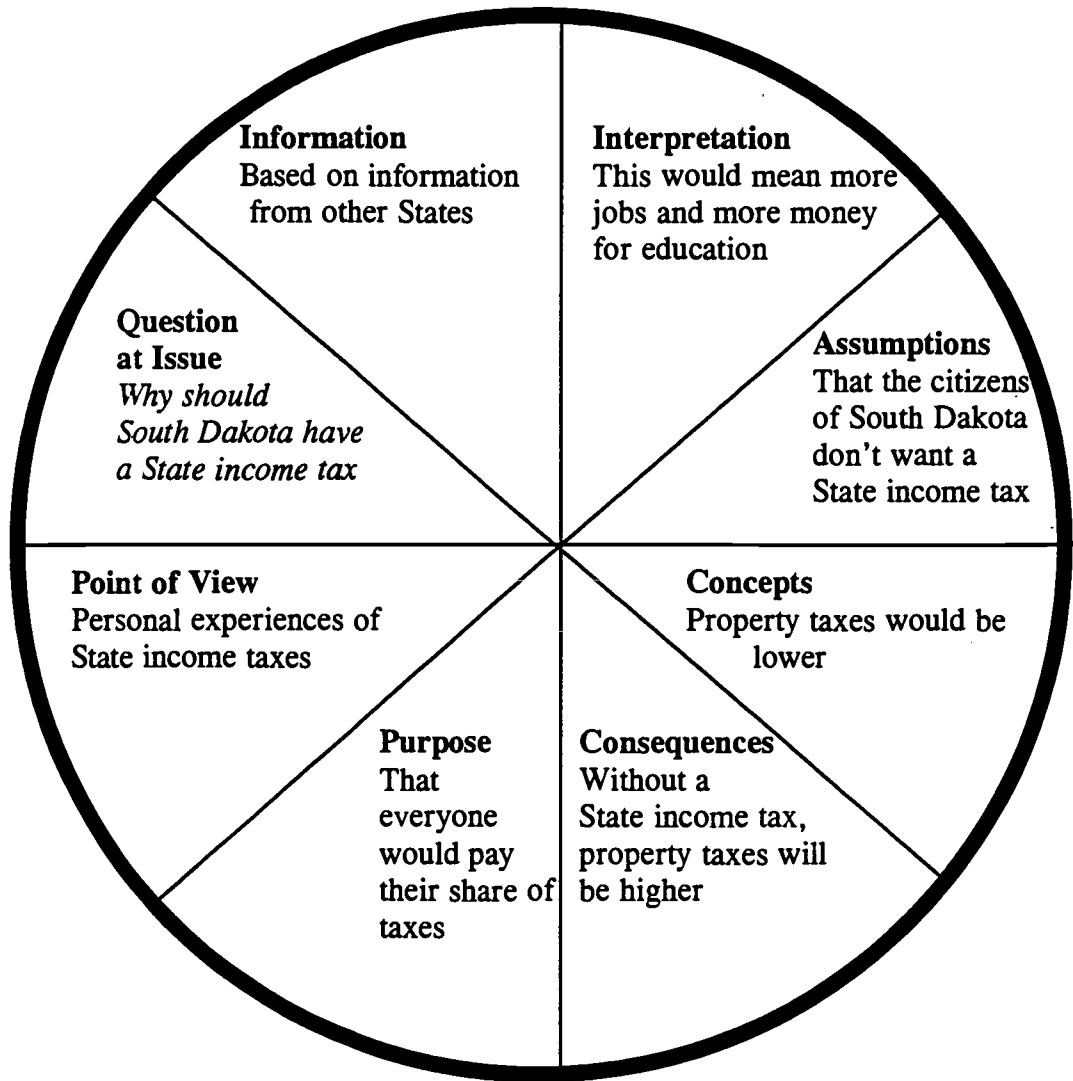 Information
Based on information
from other States
Interpretation
This would mean more
jobs and more money
for education
Question
at Issue
Why should
South Dakota have
a State income tax
Assumptions
That the citizens
of South Dakota
don't want a
State income tax
Point of View
Personal experiences of
State income taxes
Concepts
Property taxes would be
lower
Purpose
That
everyone
would pay
their share of
taxes
Consequences
Without a
State income tax,
property taxes will
be higher